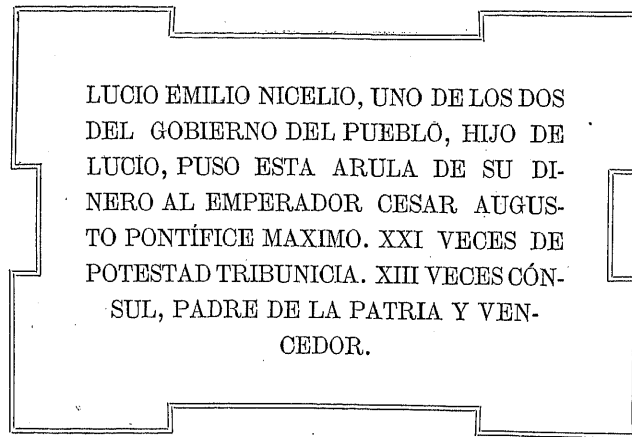 LUCIO EMILIO NICELIO, UNO DE LOS DOS
DEL GOBIERNO DEL PUEBLO, HIJO DE
LUCIO, PUSO ESTA ARULA DE SU DI-
NERO AL EMPERADOR CESAR AUGUS-
TO PONTÍFICE MAXIMO. XXI VECES DE
POTESTAD TRIBUNICIA. XIII VECES CÓN-
SUL, PADRE DE LA PATRIA Y VEN-
CEDOR.